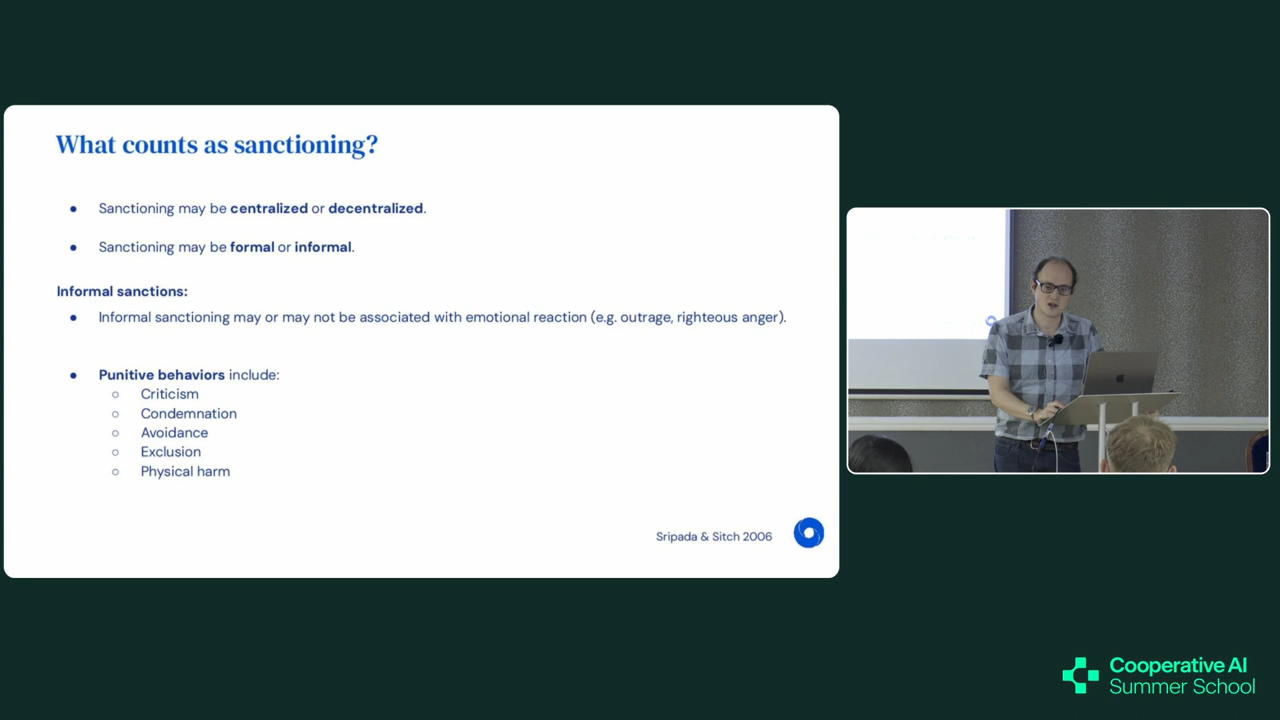 What counts as sanctioning?
● Sanctioning may be centralized or decentralized.
● Sanctioning may be formal or informal.
Informal sanctions:
● Informal sanctioning may or may not be associated with emotional reaction (e.g. outrage, righteous anger).
● Punitive behaviors include:
○ Criticism
○ Condemnation
○ Avoidance
○ Exclusion
○ Physical harm
Sripada & Sitch 2006
Cooperative AI
Summer School